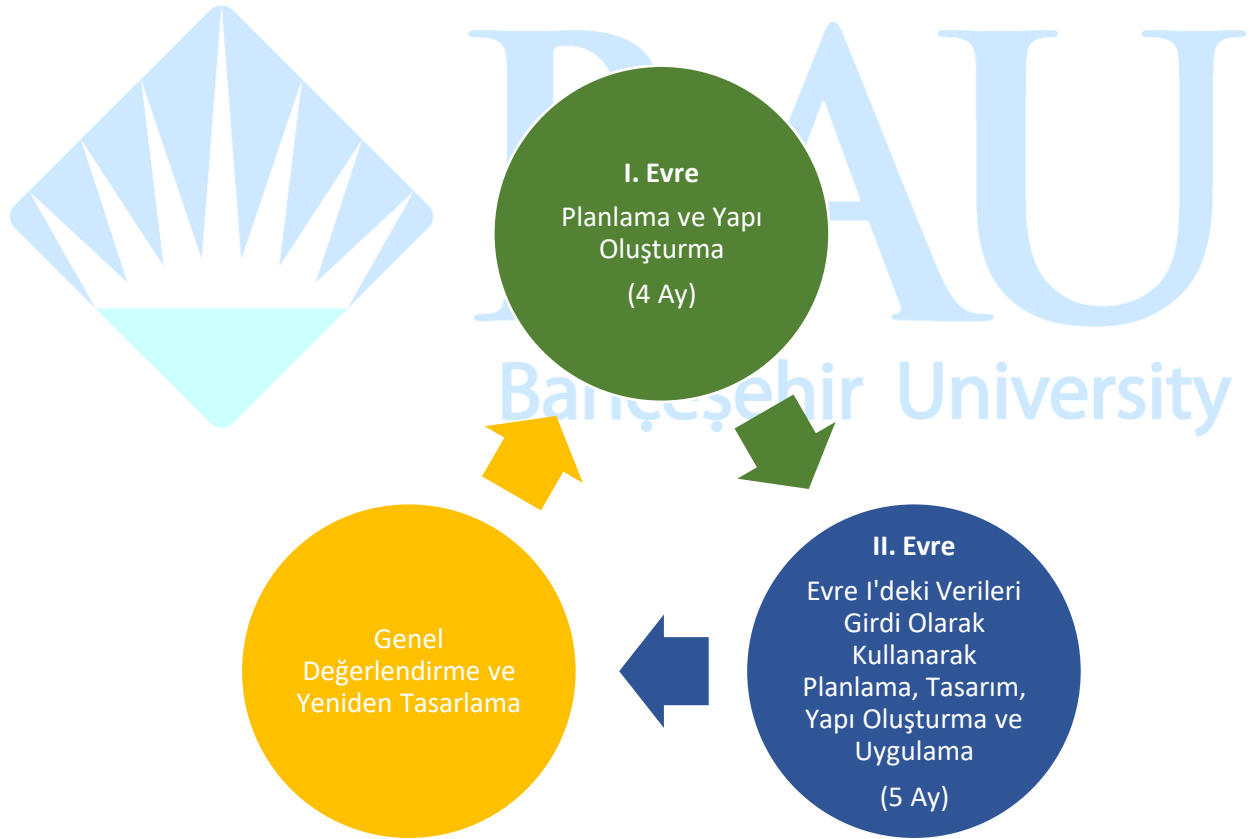 BAU
Bahçeşehir University
I. Evre
Planlama ve Yapı
Oluşturma
(4 Ay)
II. Evre
Evre I'deki Verileri
Girdi Olarak
Kullanarak
Planlama, Tasarım,
Yapı Oluşturma ve
Uygulama
(5 Ay)
Genel
Değerlendirme ve
Yeniden Tasarlama